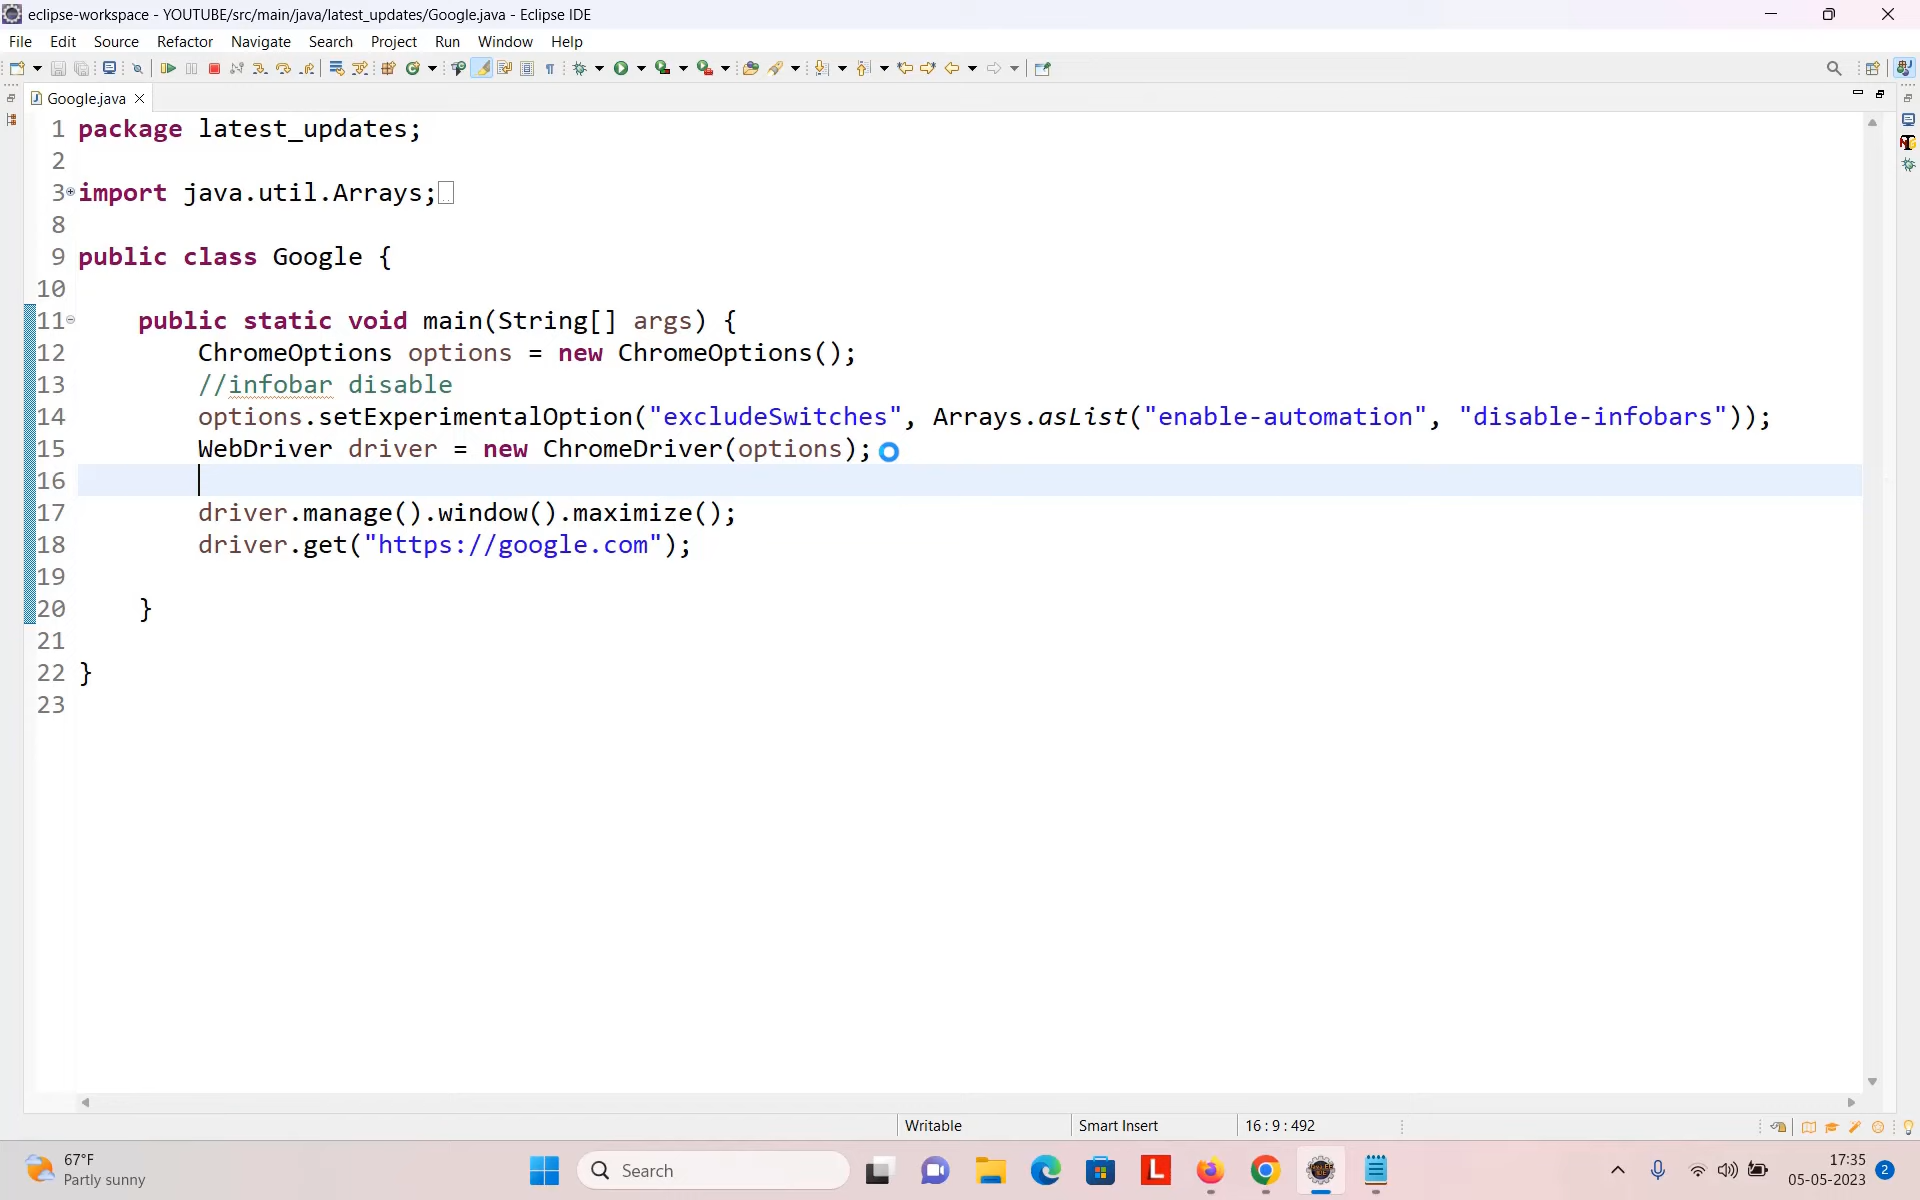 eclipse-workspace - YOUTUBE/src/main/java/latest_updates/Google.java - Eclipse IDE
File Edit Source Refactor Navigate Search Project Run Window Help
Google.java
1 package latest_updates;
2
3 import java.util.Arrays;
8
9 public class Google {
10
11 public static void main(String[] args) {
12 ChromeOptions options = new ChromeOptions();
13 //infobar disable
14 options.setExperimentalOption("excludeSwitches", Arrays.asList("enable-automation", "disable-infobars"));
15 WebDriver driver = new ChromeDriver(options);
16
17 driver.manage().window().maximize();
18 driver.get("https://google.com");
19
20 }
21
22 }
23
Writable Smart Insert 16 : 9 : 492
67°F
Partly sunny
Search
L
17:35
05-05-2023
2